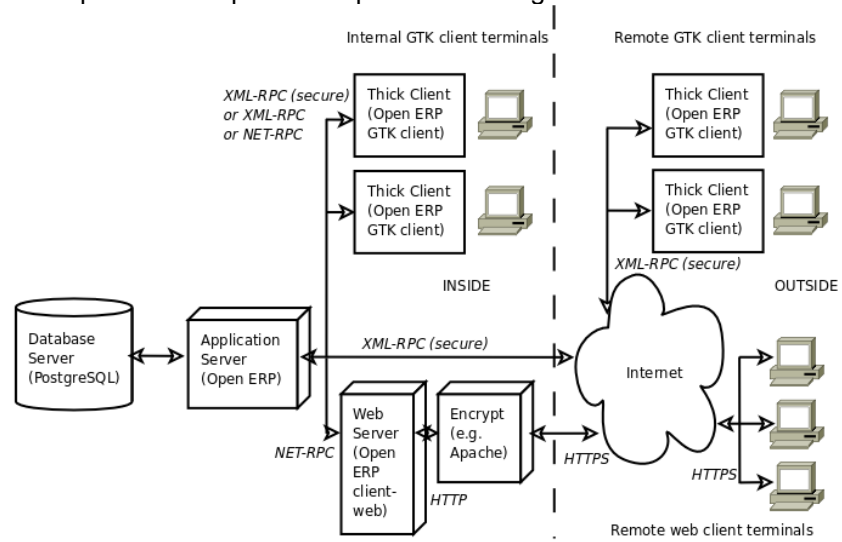 Internal GTK client terminals
Remote GTK client terminals
XML-RPC (secure)
or XML-RPC
or NET-RPC
Thick Client
(Open ERP
GTK client)
Thick Client
(Open ERP
GTK client)
Thick Client
(Open ERP
GTK client)
Thick Client
(Open ERP
GTK client)
XML-RPC (secure)
INSIDE
OUTSIDE
Database
Server
(PostgreSQL)
Application
Server
(Open ERP)
XML-RPC (secure)
Internet
Web
Server
(Open
ERP
client-
web)
Encrypt
(e.g.
Apache)
NET-RPC
HTTP
HTTPS
HTTPS
Remote web client terminals